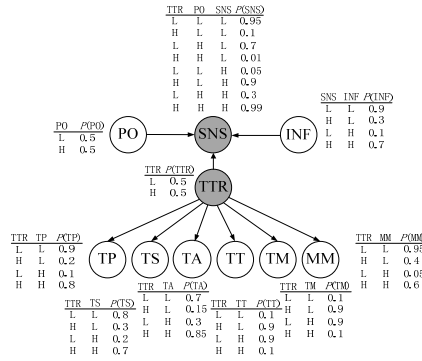 TTR PO SNS P(SNS)
L L L 0.95
H L L 0.1
L H L 0.7
H H L 0.01
L L H 0.05
H L H 0.9
L H H 0.3
H H H 0.99
SNS INF P(INF)
L L 0.9
H L 0.3
L H 0.1
H H 0.7
PO P(PO)
L 0.5
H 0.5
PO
SNS
INF
TTR P(TTR)
L 0.5
H 0.5
TTR
TTR TP P(TP)
L L 0.9
H L 0.2
L H 0.1
H H 0.8
TP
TS
TA
TT
TM
MM
TTR MM P(MM)
L L 0.95
H L 0.4
L H 0.05
H H 0.6
TTR TS P(TS)
L L 0.8
H L 0.3
L H 0.2
H H 0.7
TTR TA P(TA)
L L 0.7
H L 0.15
L H 0.3
H H 0.85
TTR TT P(TT)
L L 0.1
H L 0.9
L H 0.9
H H 0.1
TTR TM P(TM)
L L 0.1
H L 0.9
L H 0.9
H H 0.1